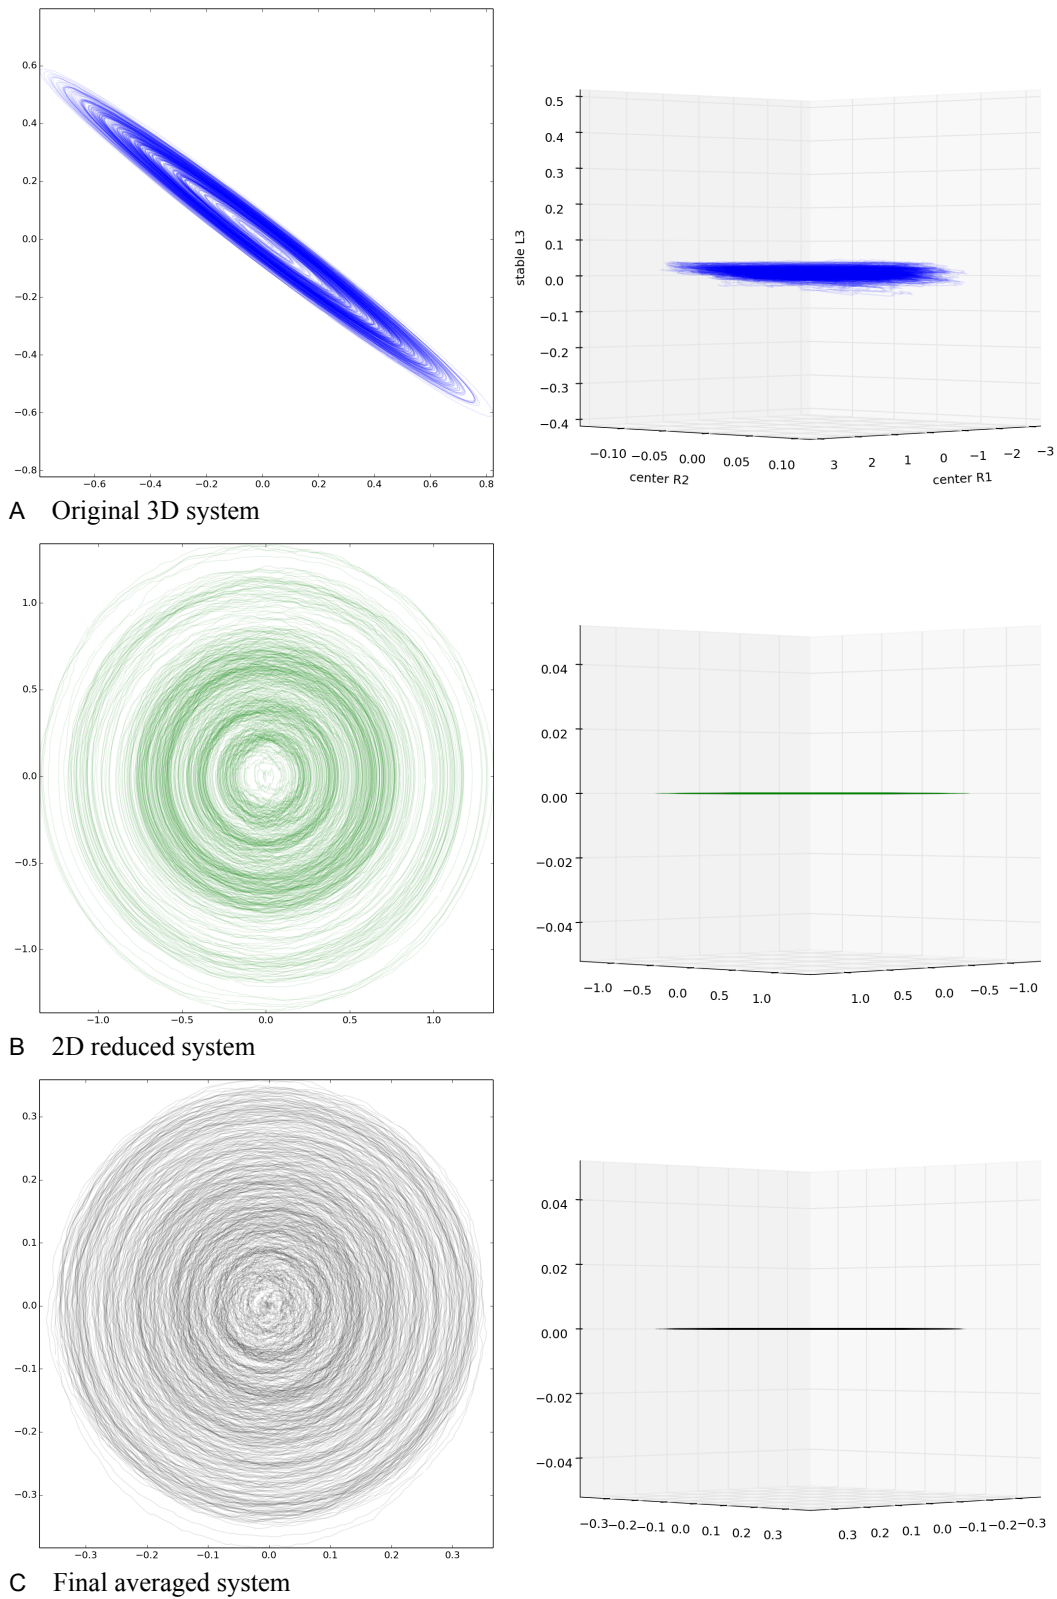 0.6
0.4
0.2
0.0
−0.2
−0.4
−0.6
−0.8
−0.6 −0.4 −0.2 0.0 0.2 0.4 0.6 0.8
0.5
0.4
0.3
0.2
0.1
0.0
−0.1
−0.2
−0.3
−0.4
stable L3
−0.10 −0.05 0.00 0.05 0.10
center R2
3 2 1 0 −1 −2 −3
center R1
A Original 3D system
1.0
0.5
0.0
−0.5
−1.0
−1.0 −0.5 0.0 0.5 1.0
0.04
0.02
0.00
−0.02
−0.04
−1.0 −0.5 0.0 0.5 1.0
1.0 0.5 0.0 −0.5 −1.0
B 2D reduced system
0.3
0.2
0.1
0.0
−0.1
−0.2
−0.3
−0.3 −0.2 −0.1 0.0 0.1 0.2 0.3
0.04
0.02
0.00
−0.02
−0.04
−0.3 −0.2 −0.1 0.0 0.1 0.2 0.3
0.3 0.2 0.1 0.0 −0.1 −0.2 −0.3
C Final averaged system